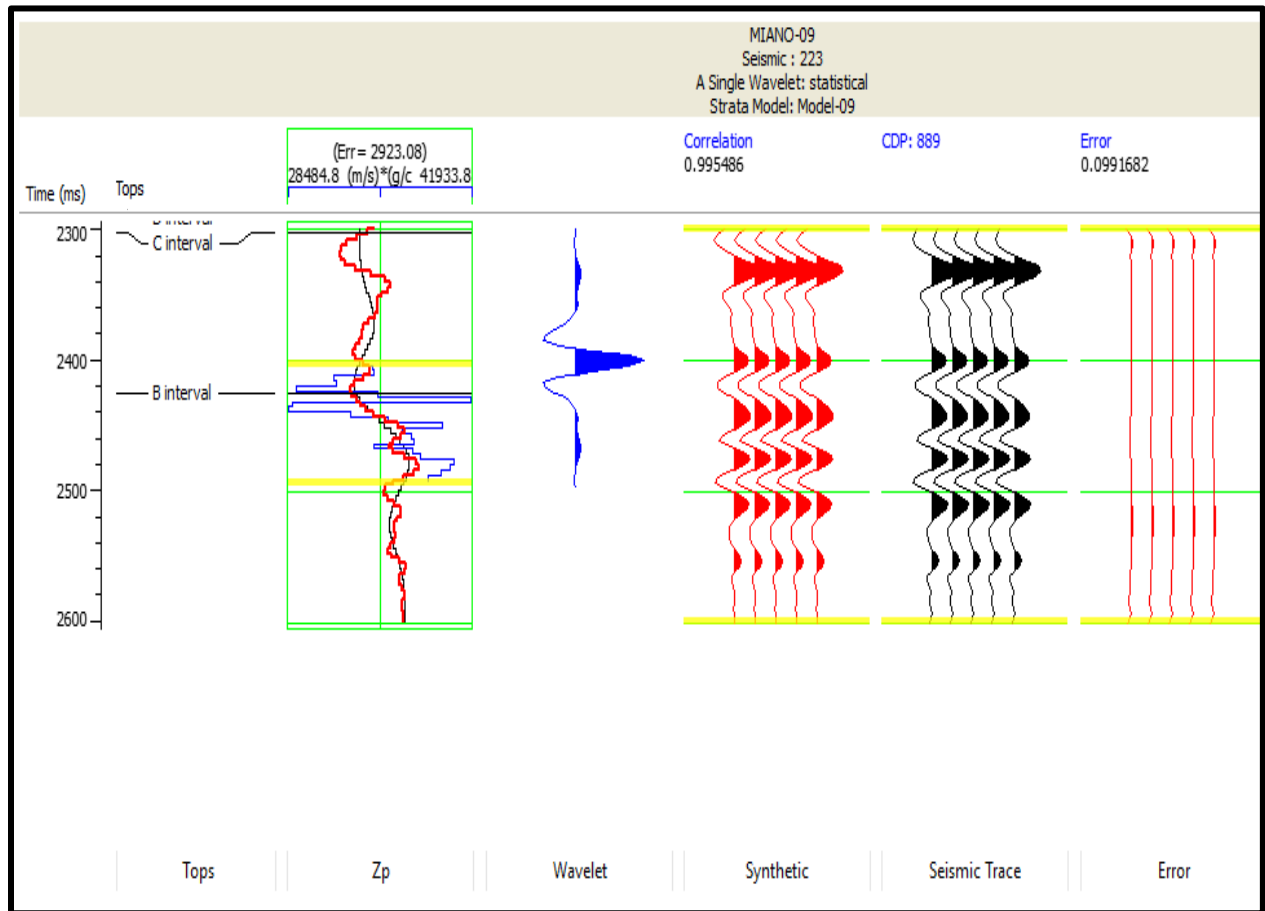 MIANO-09
Seismic : 223
A Single Wavelet: statistical
Strata Model: Model-09
Correlation
0.995486
CDP: 889
Error
0.0991682
(Err= 2923.08)
28484.8 (m/s)*(g/c 41933.8
Time (ms)
Tops
2300
C interval
2400
B interval
2500
2600
Tops
Zp
Wavelet
Synthetic
Seismic Trace
Error